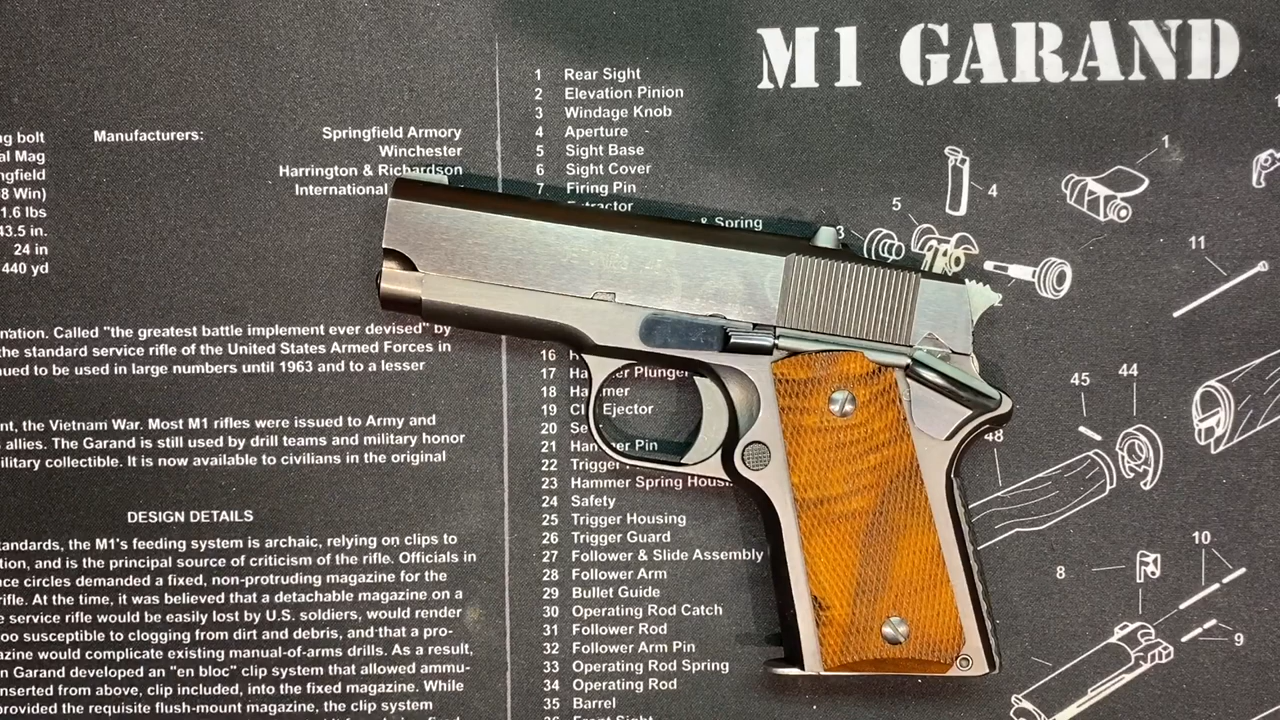 M1 GARAND
ng bolt
al Mag
ngfield
8 Win)
1.6 lbs
43.5 in.
24 in
440 yd
Manufacturers:
Springfield Armory
Winchester
Harrington & Richardson
International
nation. Called "the greatest battle implement ever devised" by
the standard service rifle of the United States Armed Forces in
nued to be used in large numbers until 1963 and to a lesser
nt, the Vietnam War. Most M1 rifles were issued to Army and
allies. The Garand is still used by drill teams and military honor
ilitary collectible. It is now available to civilians in the original
DESIGN DETAILS
tandards, the M1's feeding system is archaic, relying on clips to
tion, and is the principal source of criticism of the rifle. Officials in
nce circles demanded a fixed, non-protruding magazine for the
rifle. At the time, it was believed that a detachable magazine on a
e service rifle would be easily lost by U.S. soldiers, would render
oo susceptible to clogging from dirt and debris, and that a pro-
azine would complicate existing manual-of-arms drills. As a result,
n Garand developed an "en bloc" clip system that allowed ammu-
inserted from above, clip included, into the fixed magazine. While
provided the requisite flush-mount magazine, the clip system
1 Rear Sight
2 Elevation Pinion
3 Windage Knob
4 Aperture
5 Sight Base
6 Sight Cover
7 Firing Pin
Extractor
& Spring
16
17 Hammer Plunger
18 Hammer
19 Clip Ejector
20
21 Hammer Pin
22 Trigger
23 Hammer Spring Housing
24 Safety
25 Trigger Housing
26 Trigger Guard
27 Follower & Slide Assembly
28 Follower Arm
29 Bullet Guide
30 Operating Rod Catch
31 Follower Rod
32 Follower Arm Pin
33 Operating Rod Spring
34 Operating Rod
35 Barrel
36 Front Sight
1
4
5
3
11
45
44
48
10
8
9